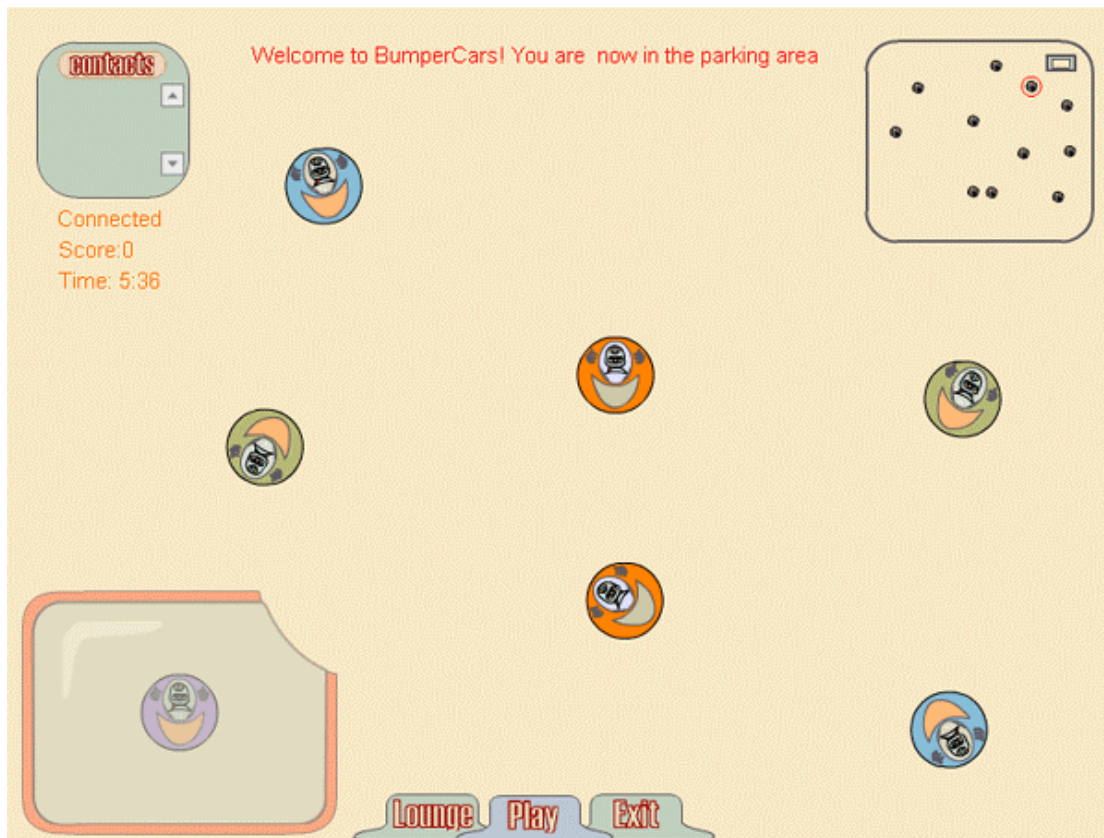 contacts
Welcome to BumperCars! You are now in the parking area
Connected
Score:0
Time: 5:36
Lounge
Play
Exit